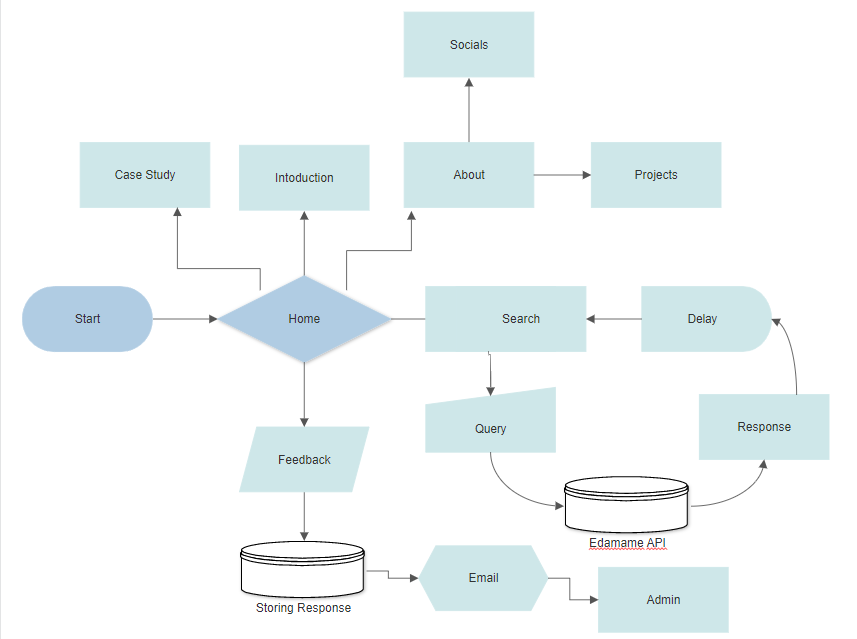 Socials
Case Study
Intoduction
About
Projects
Start
Home
Search
Delay
Query
Response
Feedback
Edamame API
Storing Response
Email
Admin